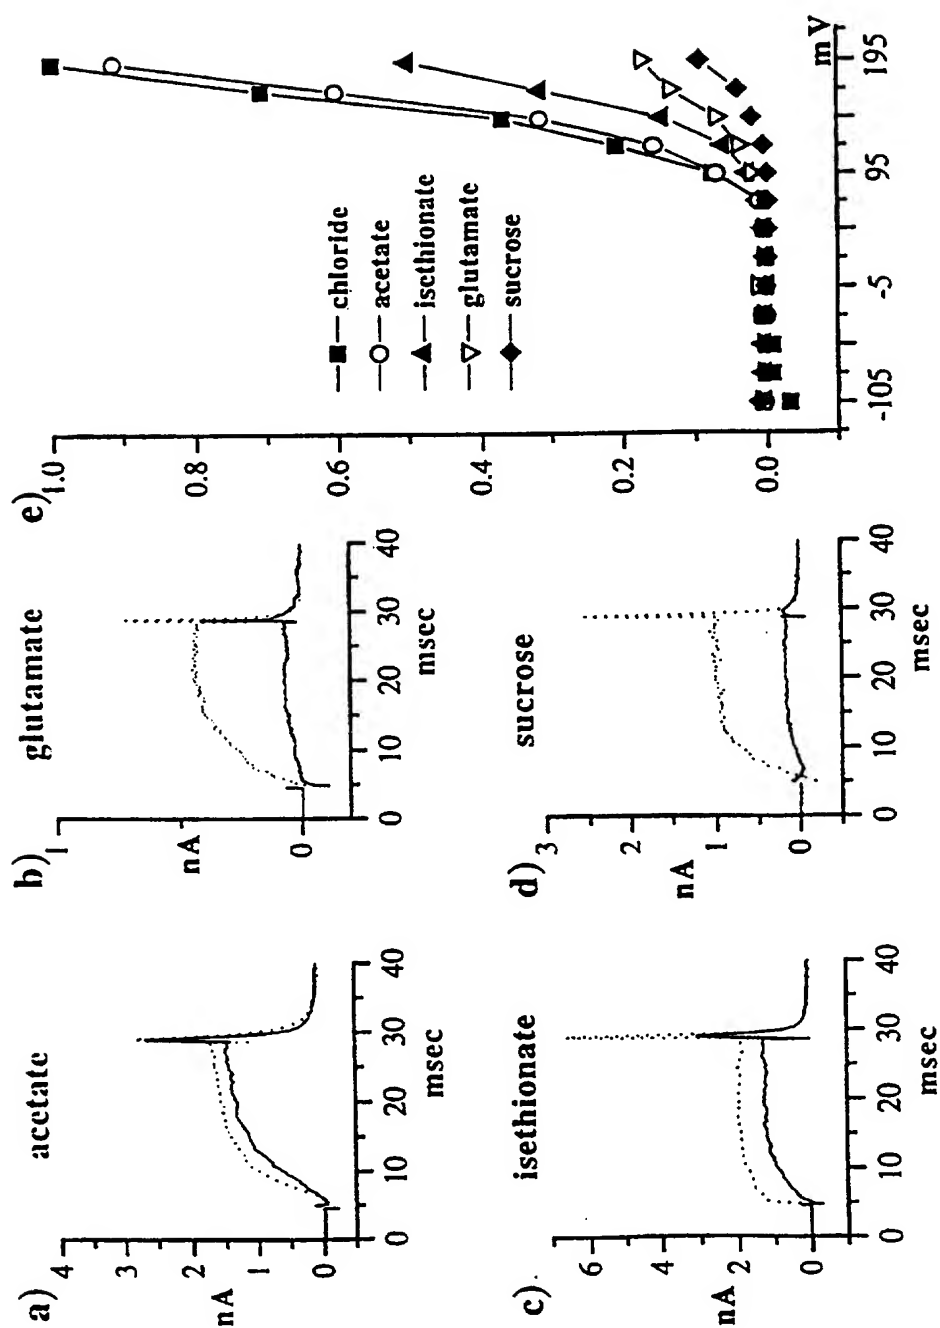 a)
acctate
4
3
2
1
0
nA
0 10 20 30 40
msec
b)
glutamate
1
nA
0
0 10 20 30 40
msec
c)
isethionate
6
4
2
0
nA
0 10 20 30 40
msec
d)
sucrose
3
2
1
0
nA
0 10 20 30 40
msec
e)
1.0
0.8
0.6
0.4
0.2
0.0
chloride
acetate
iscthionate
glutamate
sucrose
-105 -5 95 195
mV